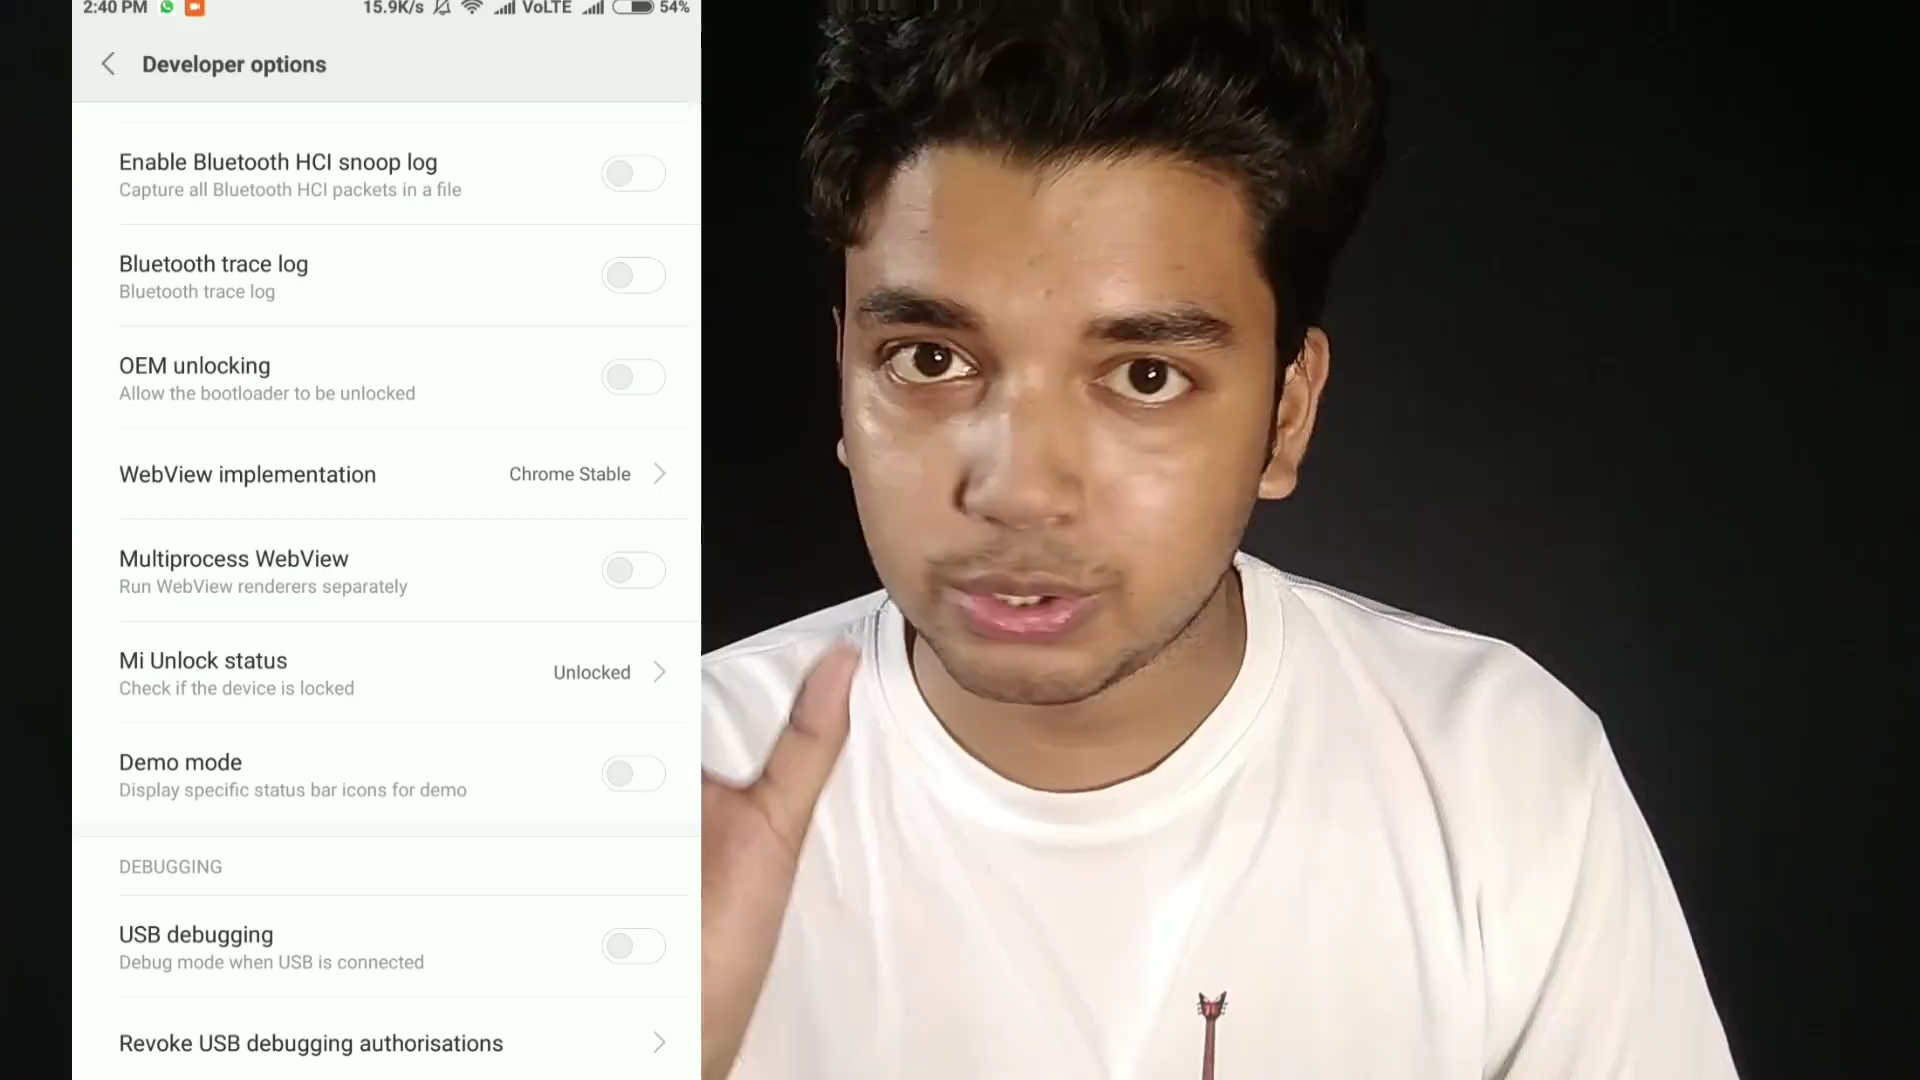 2:40 PM 15.9K/s VoLTE 54%
Developer options
Enable Bluetooth HCI snoop log
Capture all Bluetooth HCI packets in a file
Bluetooth trace log
Bluetooth trace log
OEM unlocking
Allow the bootloader to be unlocked
WebView implementation Chrome Stable
Multiprocess WebView
Run WebView renderers separately
Mi Unlock status Unlocked
Check if the device is locked
Demo mode
Display specific status bar icons for demo
DEBUGGING
USB debugging
Debug mode when USB is connected
Revoke USB debugging authorisations